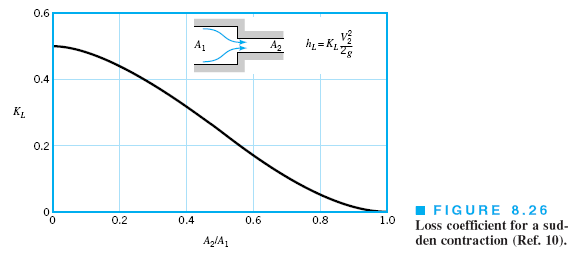 0.6
0.4
K_L
0.2
0
0
0.2
0.4
0.6
0.8
1.0
A_2/A_1
A_1
A_2
h_L = K_L V_2^2/2g
■ FIGURE 8.26
Loss coefficient for a sud-
den contraction (Ref. 10).